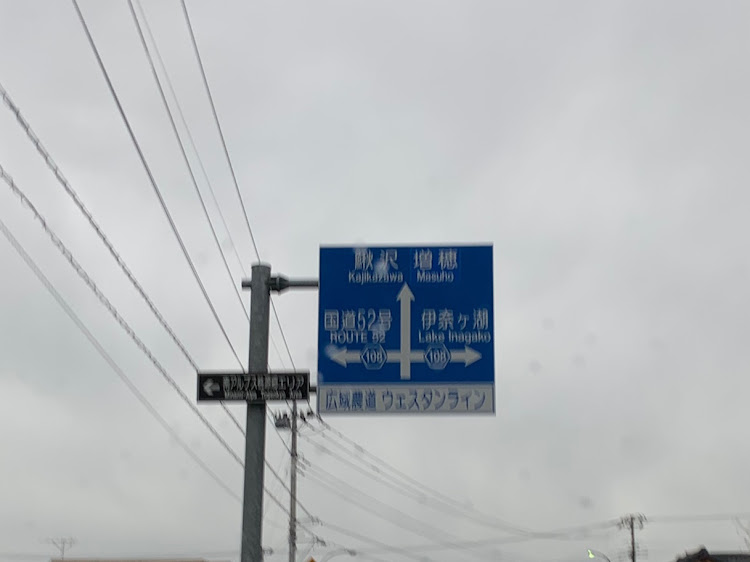 鰍沢 増穂
Kajikazawa Masuho
国道52号 伊奈ヶ湖
ROUTE 52 Lake Inagako
108 108
広域農道 ウェスタンライン